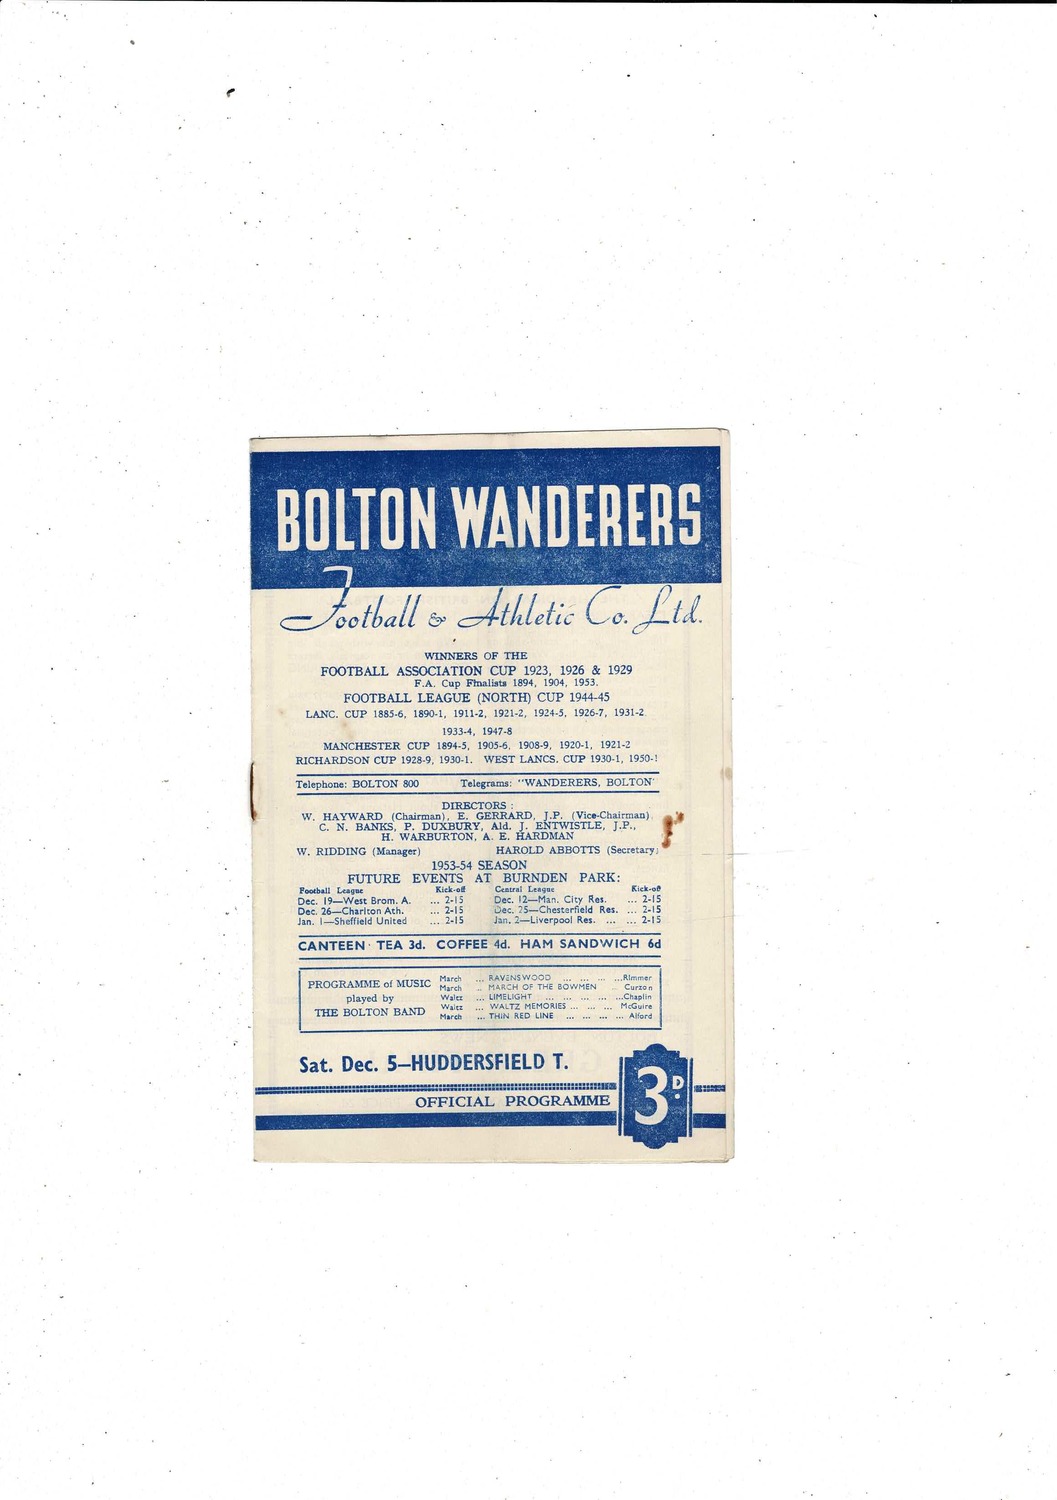 BOLTON WANDERERS
Football & Athletic Co. Ltd.
WINNERS OF THE
FOOTBALL ASSOCIATION CUP 1923, 1926 & 1929
F.A. Cup Finalists 1894, 1904, 1953.
FOOTBALL LEAGUE (NORTH) CUP 1944-45
LANC. CUP 1885-6, 1890-1, 1911-2, 1921-2, 1924-5, 1926-7, 1931-2
1933-4, 1947-8
MANCHESTER CUP 1894-5, 1905-6, 1908-9, 1920-1, 1921-2
RICHARDSON CUP 1928-9, 1930-1. WEST LANCS. CUP 1930-1, 1950-1
Telephone: BOLTON 800 Telegrams: "WANDERERS, BOLTON"
DIRECTORS :
W. HAYWARD (Chairman), E. GERRARD, J.P. (Vice-Chairman),
C. N. BANKS, P. DUXBURY, Ald. J. ENTWISTLE, J.P.,
H. WARBURTON, A. E. HARDMAN
W. RIDDING (Manager) HAROLD ABBOTTS (Secretary)
1953-54 SEASON
FUTURE EVENTS AT BURNDEN PARK:
Football League Kick-off Central League Kick-off
Dec. 19—West Brom. A. ... 2-15 Dec. 12—Man. City Res. ... 2-15
Dec. 26—Charlton Ath. ... 2-15 Dec. 25—Chesterfield Res. ... 2-15
Jan. 1—Sheffield United ... 2-15 Jan. 2—Liverpool Res. ... ... 2-15
CANTEEN · TEA 3d. COFFEE 4d. HAM SANDWICH 6d
PROGRAMME of MUSIC
played by
THE BOLTON BAND
March ... RAVENSWOOD ... ... ... ...Rimmer
March .. MARCH OF THE BOWMEN .. Curzon
Waltz ... LIMELIGHT ... ... ... ... ...Chaplin
Waltz ... WALTZ MEMORIES ... ... ... McGuire
March ... THIN RED LINE ... ... ... ... Alford
Sat. Dec. 5—HUDDERSFIELD T.
OFFICIAL PROGRAMME
3D.